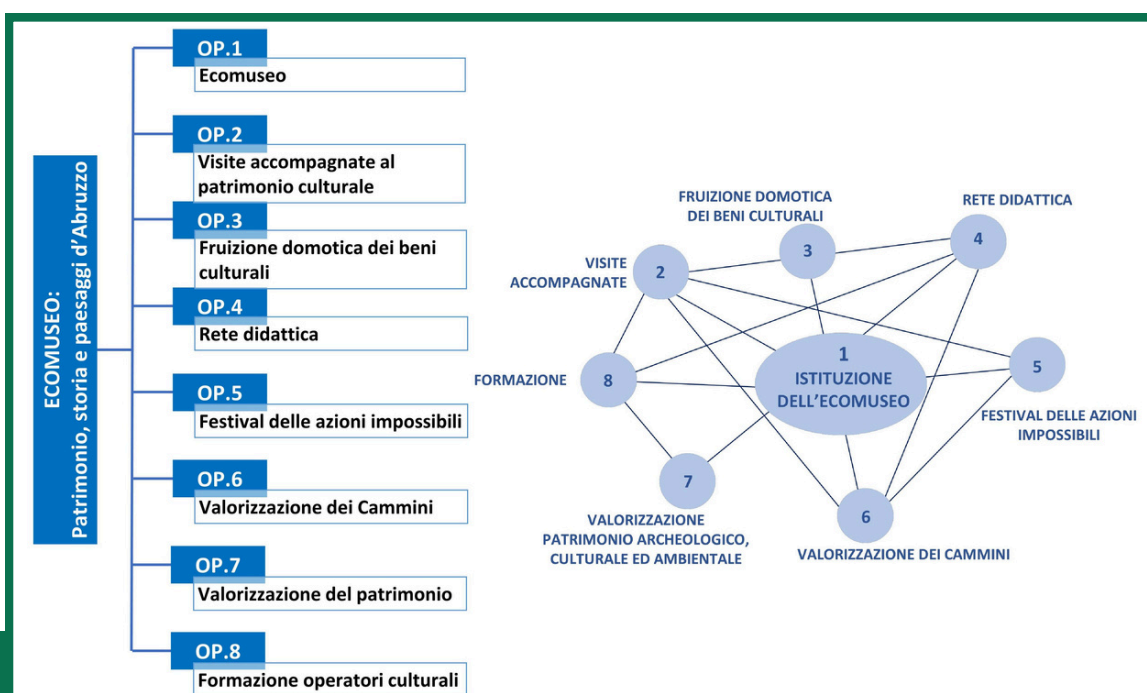 ECOMUSEO:
Patrimonio, storia e paesaggi d'Abruzzo
OP.1
Ecomuseo
OP.2
Visite accompagnate al
patrimonio culturale
OP.3
Fruizione domotica dei beni
culturali
OP.4
Rete didattica
OP.5
Festival delle azioni impossibili
OP.6
Valorizzazione dei Cammini
OP.7
Valorizzazione del patrimonio
OP.8
Formazione operatori culturali
FRUIZIONE DOMOTICA
DEI BENI CULTURALI
3
RETE DIDATTICA
4
VISITE
ACCOMPAGNATE
2
1
ISTITUZIONE
DELL'ECOMUSEO
5
FESTIVAL DELLE AZIONI
IMPOSSIBILI
FORMAZIONE
8
7
VALORIZZAZIONE
PATRIMONIO ARCHEOLOGICO,
CULTURALE ED AMBIENTALE
6
VALORIZZAZIONE DEI CAMMINI